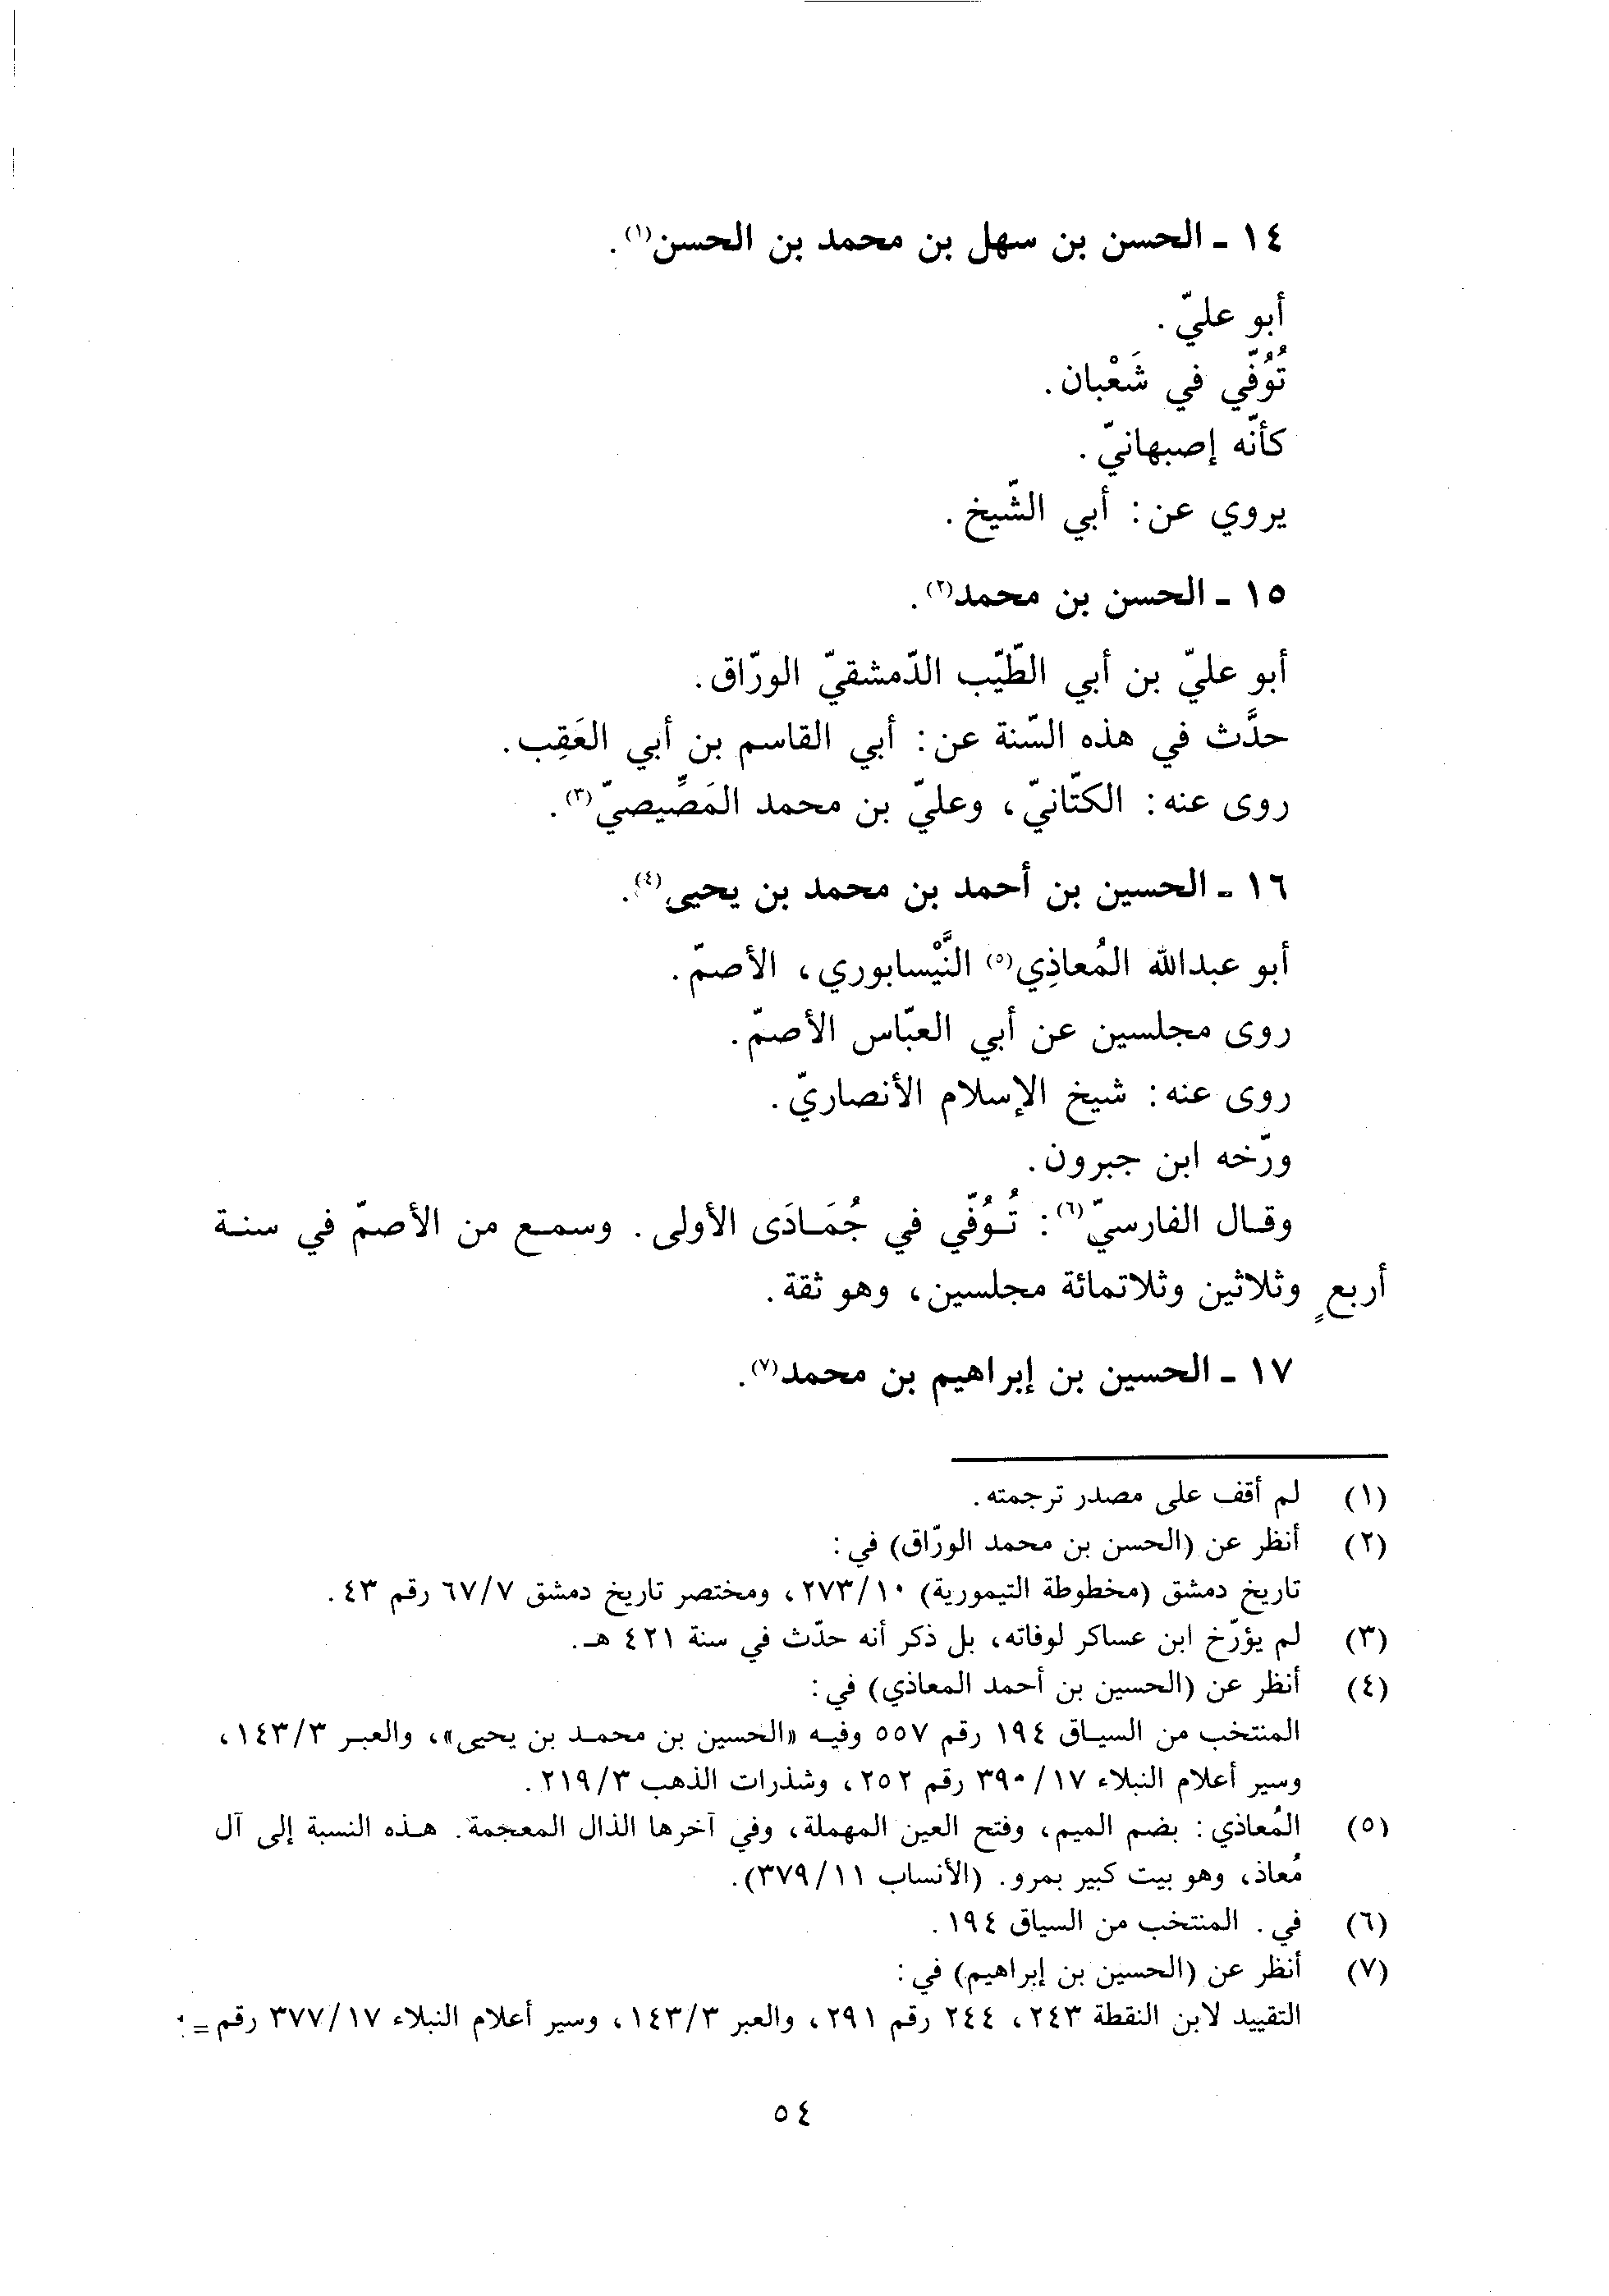 ١٤ - الحسن بن سهل بن محمد بن الحسن(١).
أبو عليّ.
تُوُفّي في شَعْبان.
كأنّه إصبهانيّ.
يروي عن: أبي الشّيخ.
١٥ - الحسن بن محمد(٢).
أبو عليّ بن أبي الطّيّب الدّمشقيّ الورّاق.
حدَّث في هذه السّنة عن: أبي القاسم بن أبي العَقِب.
روى عنه: الكتّانيّ، وعليّ بن محمد المَصِّيصيّ(٣).
١٦ - الحسين بن أحمد بن محمد بن يحيى(٤).
أبو عبدالله المُعاذِي(٥) النَّيْسابوري، الأصمّ.
روى مجلسين عن أبي العبّاس الأصمّ.
روى عنه: شيخ الإسلام الأنصاريّ.
ورّخه ابن جبرون.
وقال الفارسيّ(٦): تُوُفّي في جُمَادَى الأولى. وسمع من الأصمّ في سنة
أربعٍ وثلاثين وثلاتمائة مجلسين، وهو ثقة.
١٧ - الحسين بن إبراهيم بن محمد(٧).
(١) لم أقف على مصدر ترجمته.
(٢) أنظر عن (الحسن بن محمد الورّاق) في:
تاريخ دمشق (مخطوطة التيمورية) ٢٧٣/١٠، ومختصر تاريخ دمشق ٦٧/٧ رقم ٤٣.
(٣) لم يؤرّخ ابن عساكر لوفاته، بل ذكر أنه حدّث في سنة ٤٢١ هـ.
(٤) أنظر عن (الحسين بن أحمد المعاذي) في:
المنتخب من السياق ١٩٤ رقم ٥٥٧ وفيه «الحسين بن محمد بن يحيى»، والعبر ١٤٣/٣،
وسير أعلام النبلاء ٣٩٠/١٧ رقم ٢٥٢، وشذرات الذهب ٢١٩/٣.
(٥) المُعاذي: بضم الميم، وفتح العين المهملة، وفي آخرها الذال المعجمة. هذه النسبة إلى آل
مُعاذ، وهو بيت كبير بمرو. (الأنساب ٣٧٩/١١).
(٦) في. المنتخب من السياق ١٩٤.
(٧) أنظر عن (الحسين بن إبراهيم) في:
التقييد لابن النقطة ٢٤٣، ٢٤٤ رقم ٢٩١، والعبر ١٤٣/٣، وسير أعلام النبلاء ٣٧٧/١٧ رقم =
٥٤